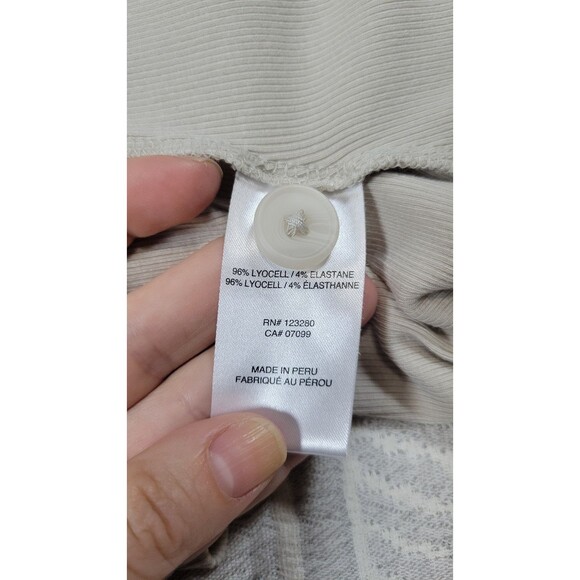 96% LYOCELL / 4% ELASTANE
96% LYOCELL / 4% ÉLASTHANNE
RN# 123280
CA# 07099
MADE IN PERU
FABRIQUÉ AU PÉROU